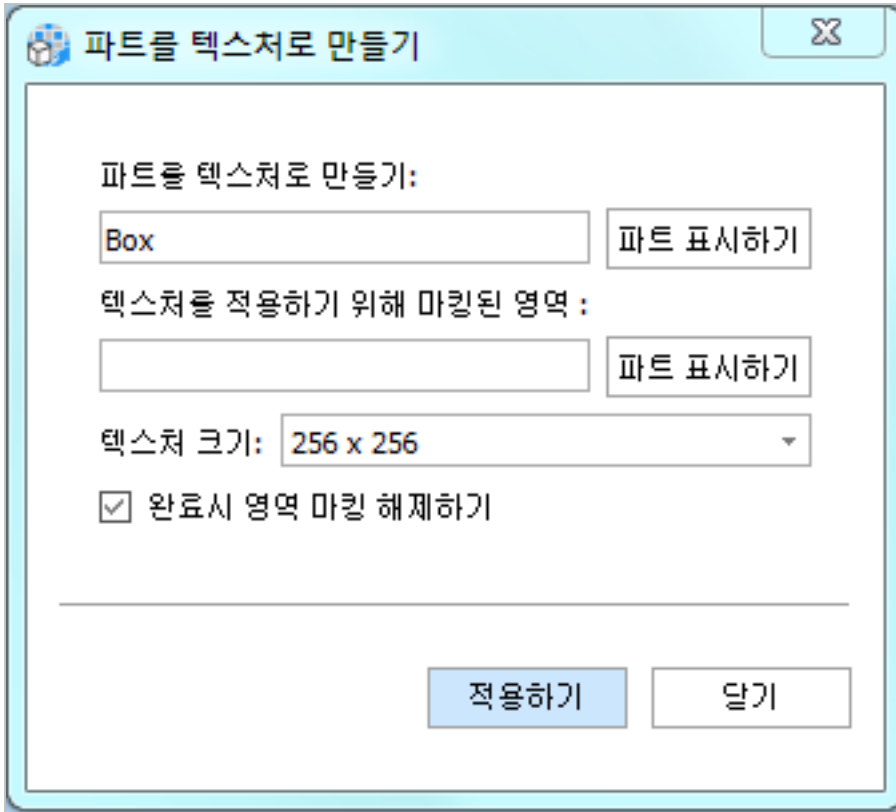 파트를 텍스처로 만들기
파트를 텍스처로 만들기:
Box 파트 표시하기
텍스처를 적용하기 위해 마킹된 영역 :
파트 표시하기
텍스처 크기: 256 x 256
완료시 영역 마킹 해제하기
적용하기 닫기